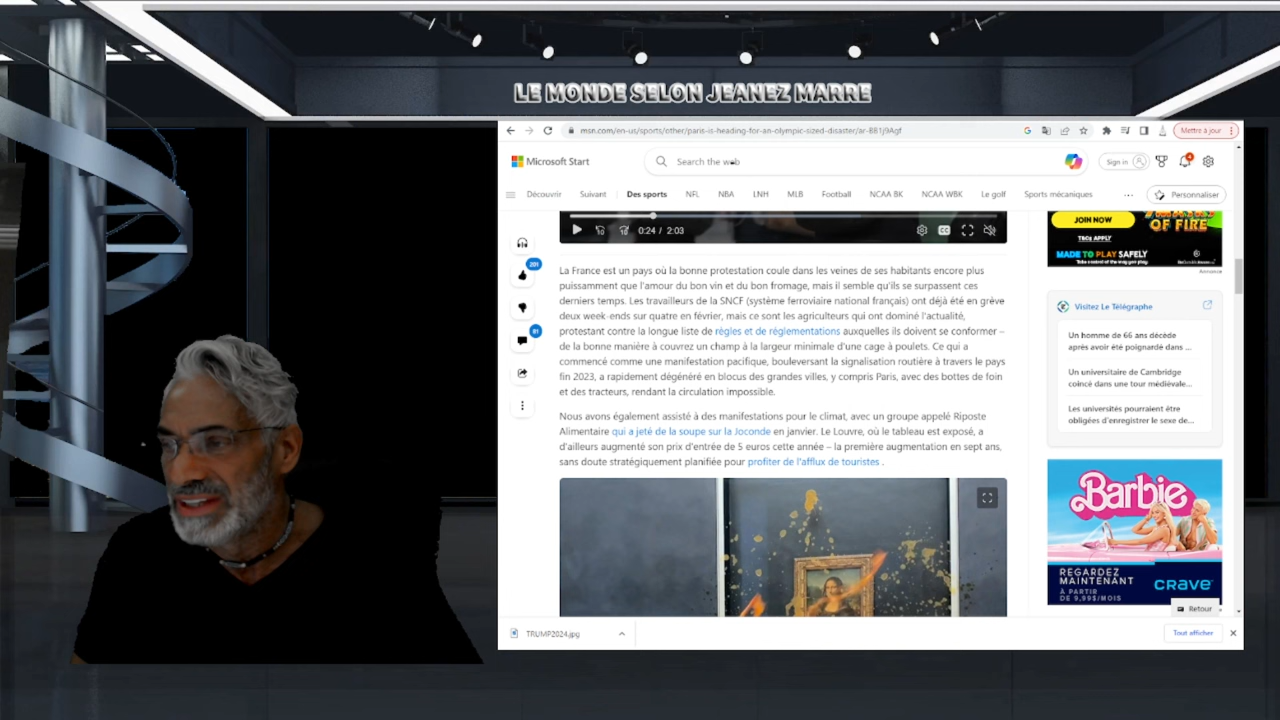 LE MONDE SELON JEANEZ MARRE
msn.com/en-us/sports/other/paris-is-heading-for-an-olympic-sized-disaster/ar-BB1j9Aqf
Mettre à jour
Microsoft Start
Search the web
Sign in
4
Découvrir Suivant Des sports NFL NBA LNH MLB Football NCAA BK NCAA WBK Le golf Sports mécaniques ... Personnaliser
0:24 / 2:03
201
81
La France est un pays où la bonne protestation coule dans les veines de ses habitants encore plus
puissamment que l'amour du bon vin et du bon fromage, mais il semble qu'ils se surpassent ces
derniers temps. Les travailleurs de la SNCF (système ferroviaire national français) ont déjà été en grève
deux week-ends sur quatre en février, mais ce sont les agriculteurs qui ont dominé l'actualité,
protestant contre la longue liste de règles et de réglementations auxquelles ils doivent se conformer –
de la bonne manière à couvrez un champ à la largeur minimale d'une cage à poulets. Ce qui a
commencé comme une manifestation pacifique, bouleversant la signalisation routière à travers le pays
fin 2023, a rapidement dégénéré en blocus des grandes villes, y compris Paris, avec des bottes de foin
et des tracteurs, rendant la circulation impossible.
Nous avons également assisté à des manifestations pour le climat, avec un groupe appelé Riposte
Alimentaire qui a jeté de la soupe sur la Joconde en janvier. Le Louvre, où le tableau est exposé, a
d'ailleurs augmenté son prix d'entrée de 5 euros cette année – la première augmentation en sept ans,
sans doute stratégiquement planifiée pour profiter de l'afflux de touristes .
JOIN NOW
OF FIRE
T&Cs APPLY
MADE TO PLAY SAFELY
Annonce
Visitez Le Télégraphe
Un homme de 66 ans décède
après avoir été poignardé dans ...
Un universitaire de Cambridge
coincé dans une tour médiévale...
Les universités pourraient être
obligées d'enregistrer le sexe de...
Barbie
REGARDEZ
MAINTENANT
À PARTIR
DE 9,99$/MOIS
CRAVE
Retour
TRUMP2024.jpg
Tout afficher